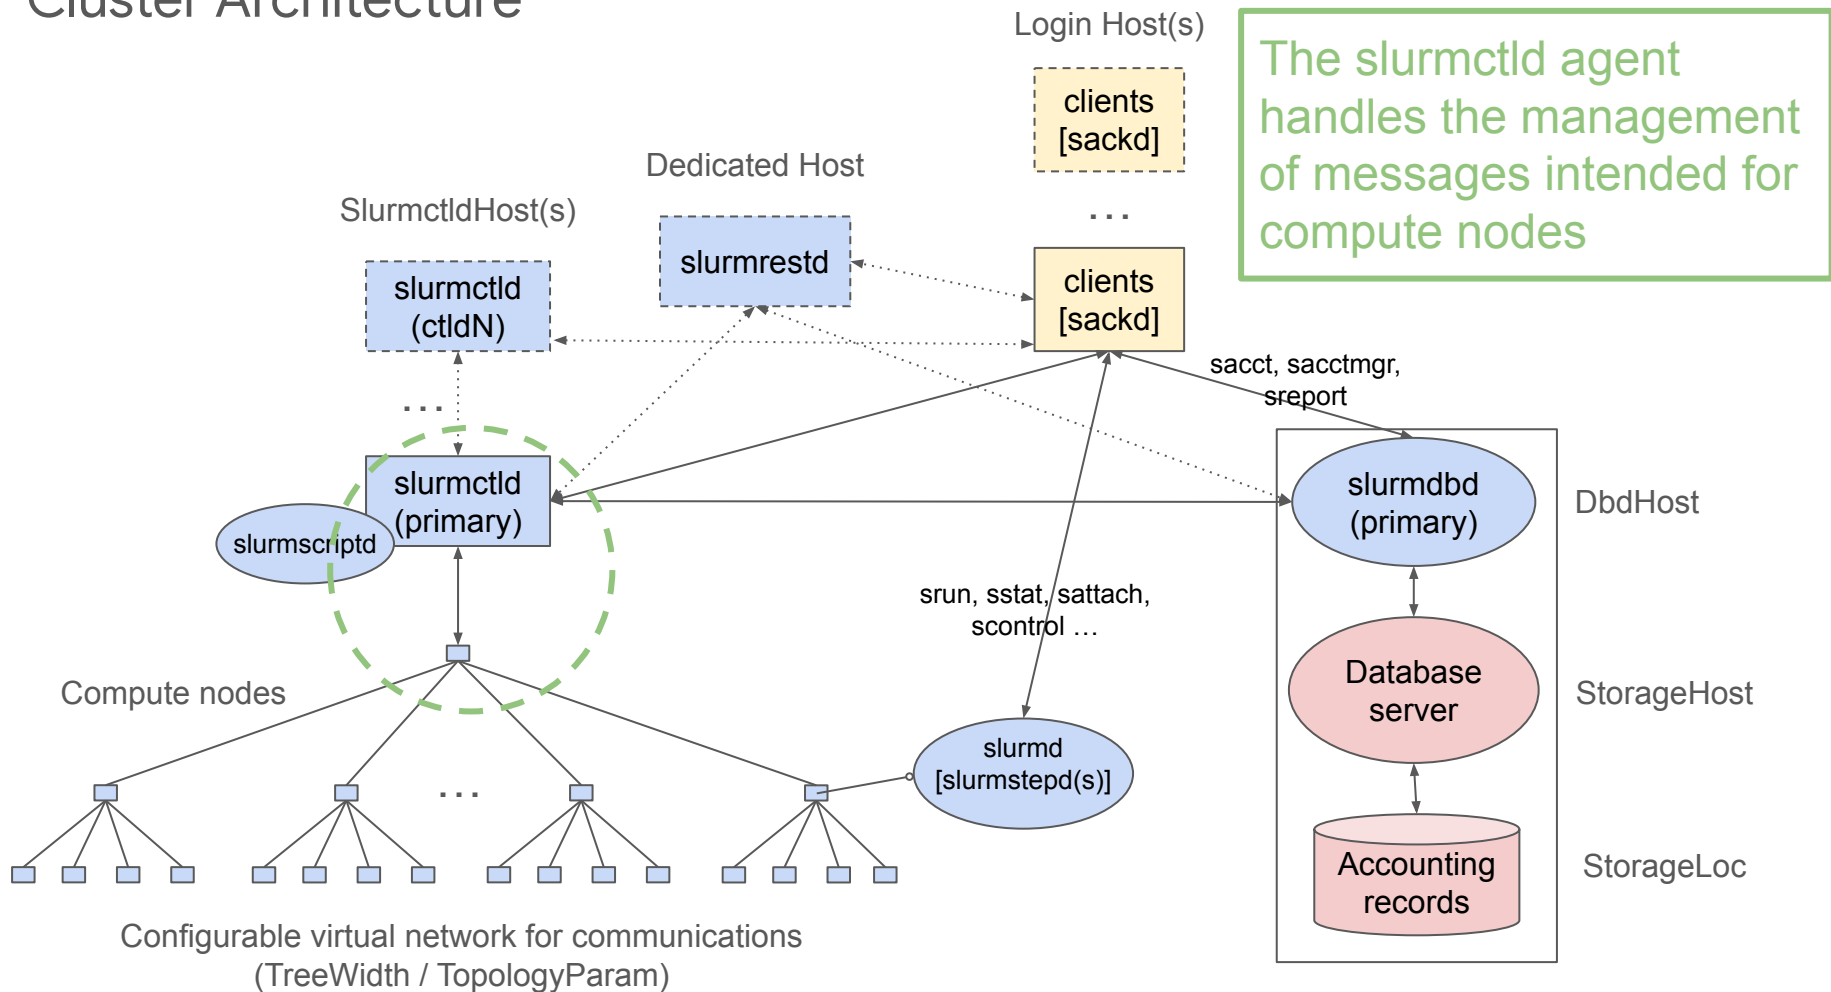 Cluster Architecture
Login Host(s)
The slurmctld agent
handles the management
of messages intended for
compute nodes
clients
[sackd]
Dedicated Host
SlurmctldHost(s)
...
slurmrestd
clients
[sackd]
slurmctld
(ctldN)
sacct, sacctmgr,
sreport
...
slurmctld
(primary)
slurmdbd
(primary)
DbdHost
slurmscriptd
srun, sstat, sattach,
scontrol …
Compute nodes
Database
server
StorageHost
slurmd
[slurmstepd(s)]
...
Accounting
records
StorageLoc
Configurable virtual network for communications
(TreeWidth / TopologyParam)